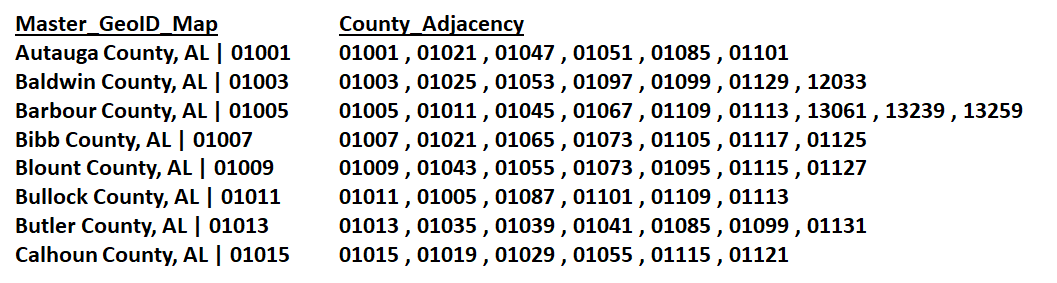 Master_GeoID_Map County_Adjacency
Autauga County, AL | 01001 01001 , 01021 , 01047 , 01051 , 01085 , 01101
Baldwin County, AL | 01003 01003 , 01025 , 01053 , 01097 , 01099 , 01129 , 12033
Barbour County, AL | 01005 01005 , 01011 , 01045 , 01067 , 01109 , 01113 , 13061 , 13239 , 13259
Bibb County, AL | 01007 01007 , 01021 , 01065 , 01073 , 01105 , 01117 , 01125
Blount County, AL | 01009 01009 , 01043 , 01055 , 01073 , 01095 , 01115 , 01127
Bullock County, AL | 01011 01011 , 01005 , 01087 , 01101 , 01109 , 01113
Butler County, AL | 01013 01013 , 01035 , 01039 , 01041 , 01085 , 01099 , 01131
Calhoun County, AL | 01015 01015 , 01019 , 01029 , 01055 , 01115 , 01121